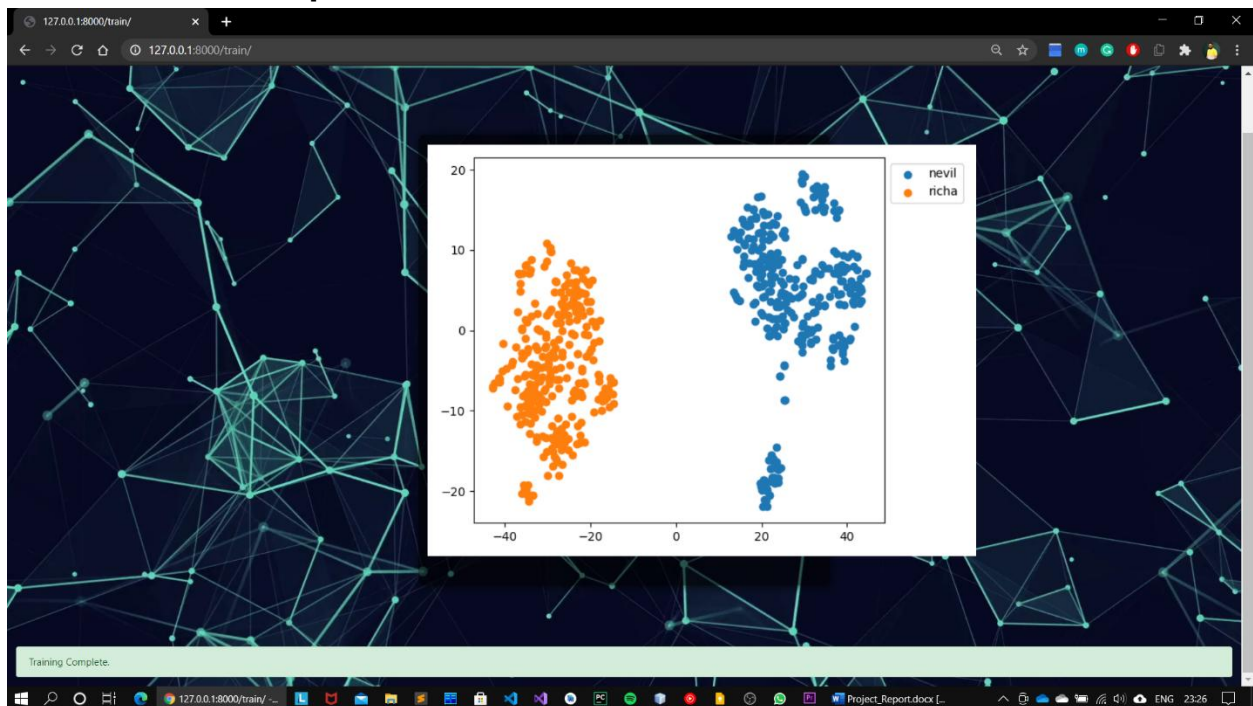 127.0.0.1:8000/train/
127.0.0.1:8000/train/
nevil
richa
20
10
0
−10
−20
−40
−20
0
20
40
Training Complete.
127.0.0.1:8000/train/ -...
Project_Report.docx [...
ENG
23:26